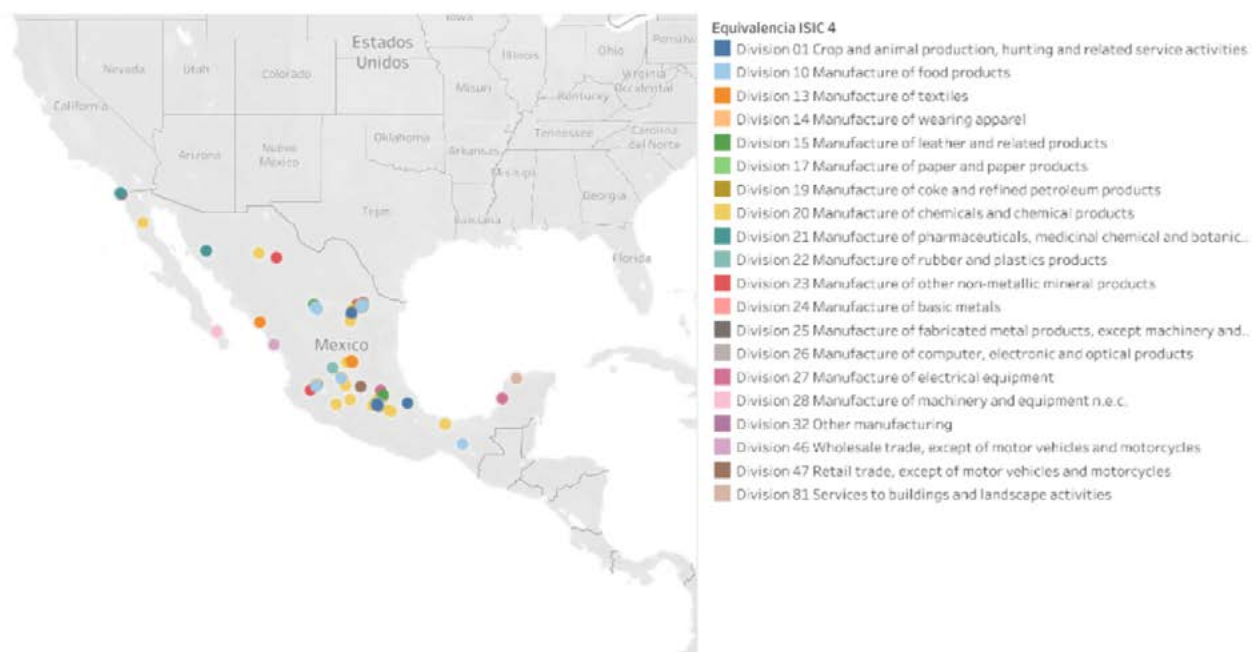 Iowa
Estados
Unidos
Illinois
Ohio
Nevada
Utah
Colorado
Misuri
Virginia
Occidental
Kentucky
California
Oklahoma
Tennessee
Carolina
del Norte
Arizona
Nuevo
México
Arkansas
Misisipi
Georgia
Luisiana
Florida
Mexico
Equivalencia ISIC 4
Division 01 Crop and animal production, hunting and related service activities
Division 10 Manufacture of food products
Division 13 Manufacture of textiles
Division 14 Manufacture of wearing apparel
Division 15 Manufacture of leather and related products
Division 17 Manufacture of paper and paper products
Division 19 Manufacture of coke and refined petroleum products
Division 20 Manufacture of chemicals and chemical products
Division 21 Manufacture of pharmaceuticals, medicinal chemical and botanic..
Division 22 Manufacture of rubber and plastics products
Division 23 Manufacture of other non-metallic mineral products
Division 24 Manufacture of basic metals
Division 25 Manufacture of fabricated metal products, except machinery and..
Division 26 Manufacture of computer, electronic and optical products
Division 27 Manufacture of electrical equipment
Division 28 Manufacture of machinery and equipment n.e.c.
Division 32 Other manufacturing
Division 46 Wholesale trade, except of motor vehicles and motorcycles
Division 47 Retail trade, except of motor vehicles and motorcycles
Division 81 Services to buildings and landscape activities